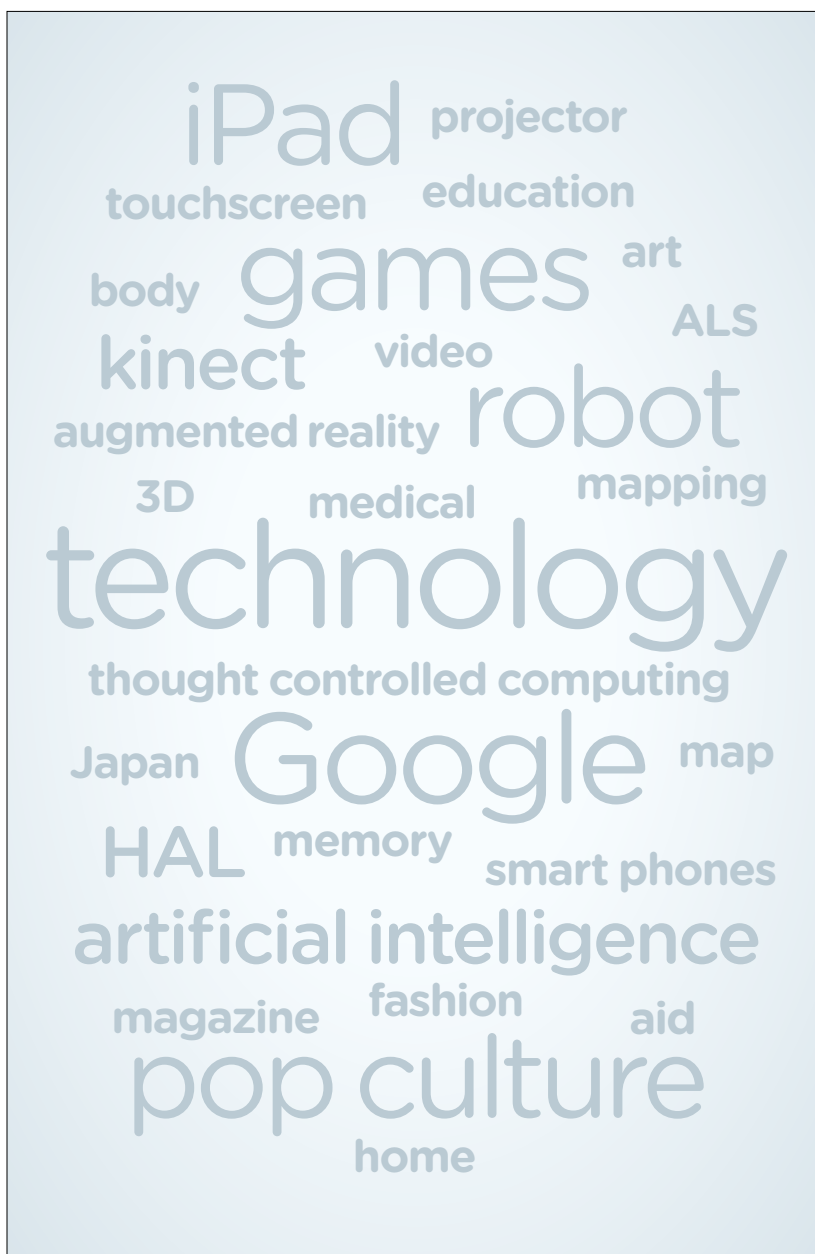 iPad projector
touchscreen education
games art
body
ALS
kinect video
robot
augmented reality
3D medical mapping
technology
thought controlled computing
Japan Google map
HAL memory
smart phones
artificial intelligence
magazine fashion aid
pop culture
home